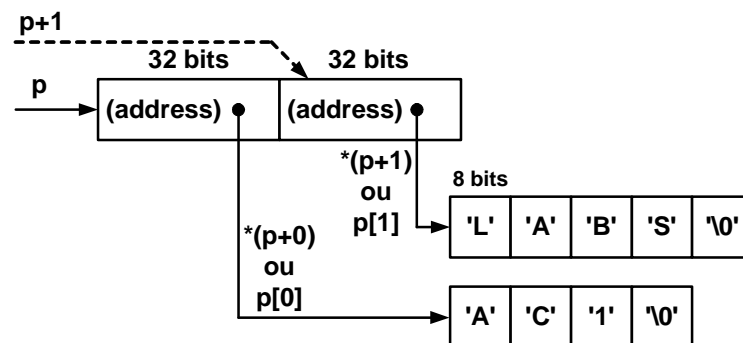 p+1
32 bits 32 bits
p
(address) (address)
*(p+1)
ou
p[1]
8 bits
'L' 'A' 'B' 'S' '\0'
*(p+0)
ou
p[0]
'A' 'C' '1' '\0'